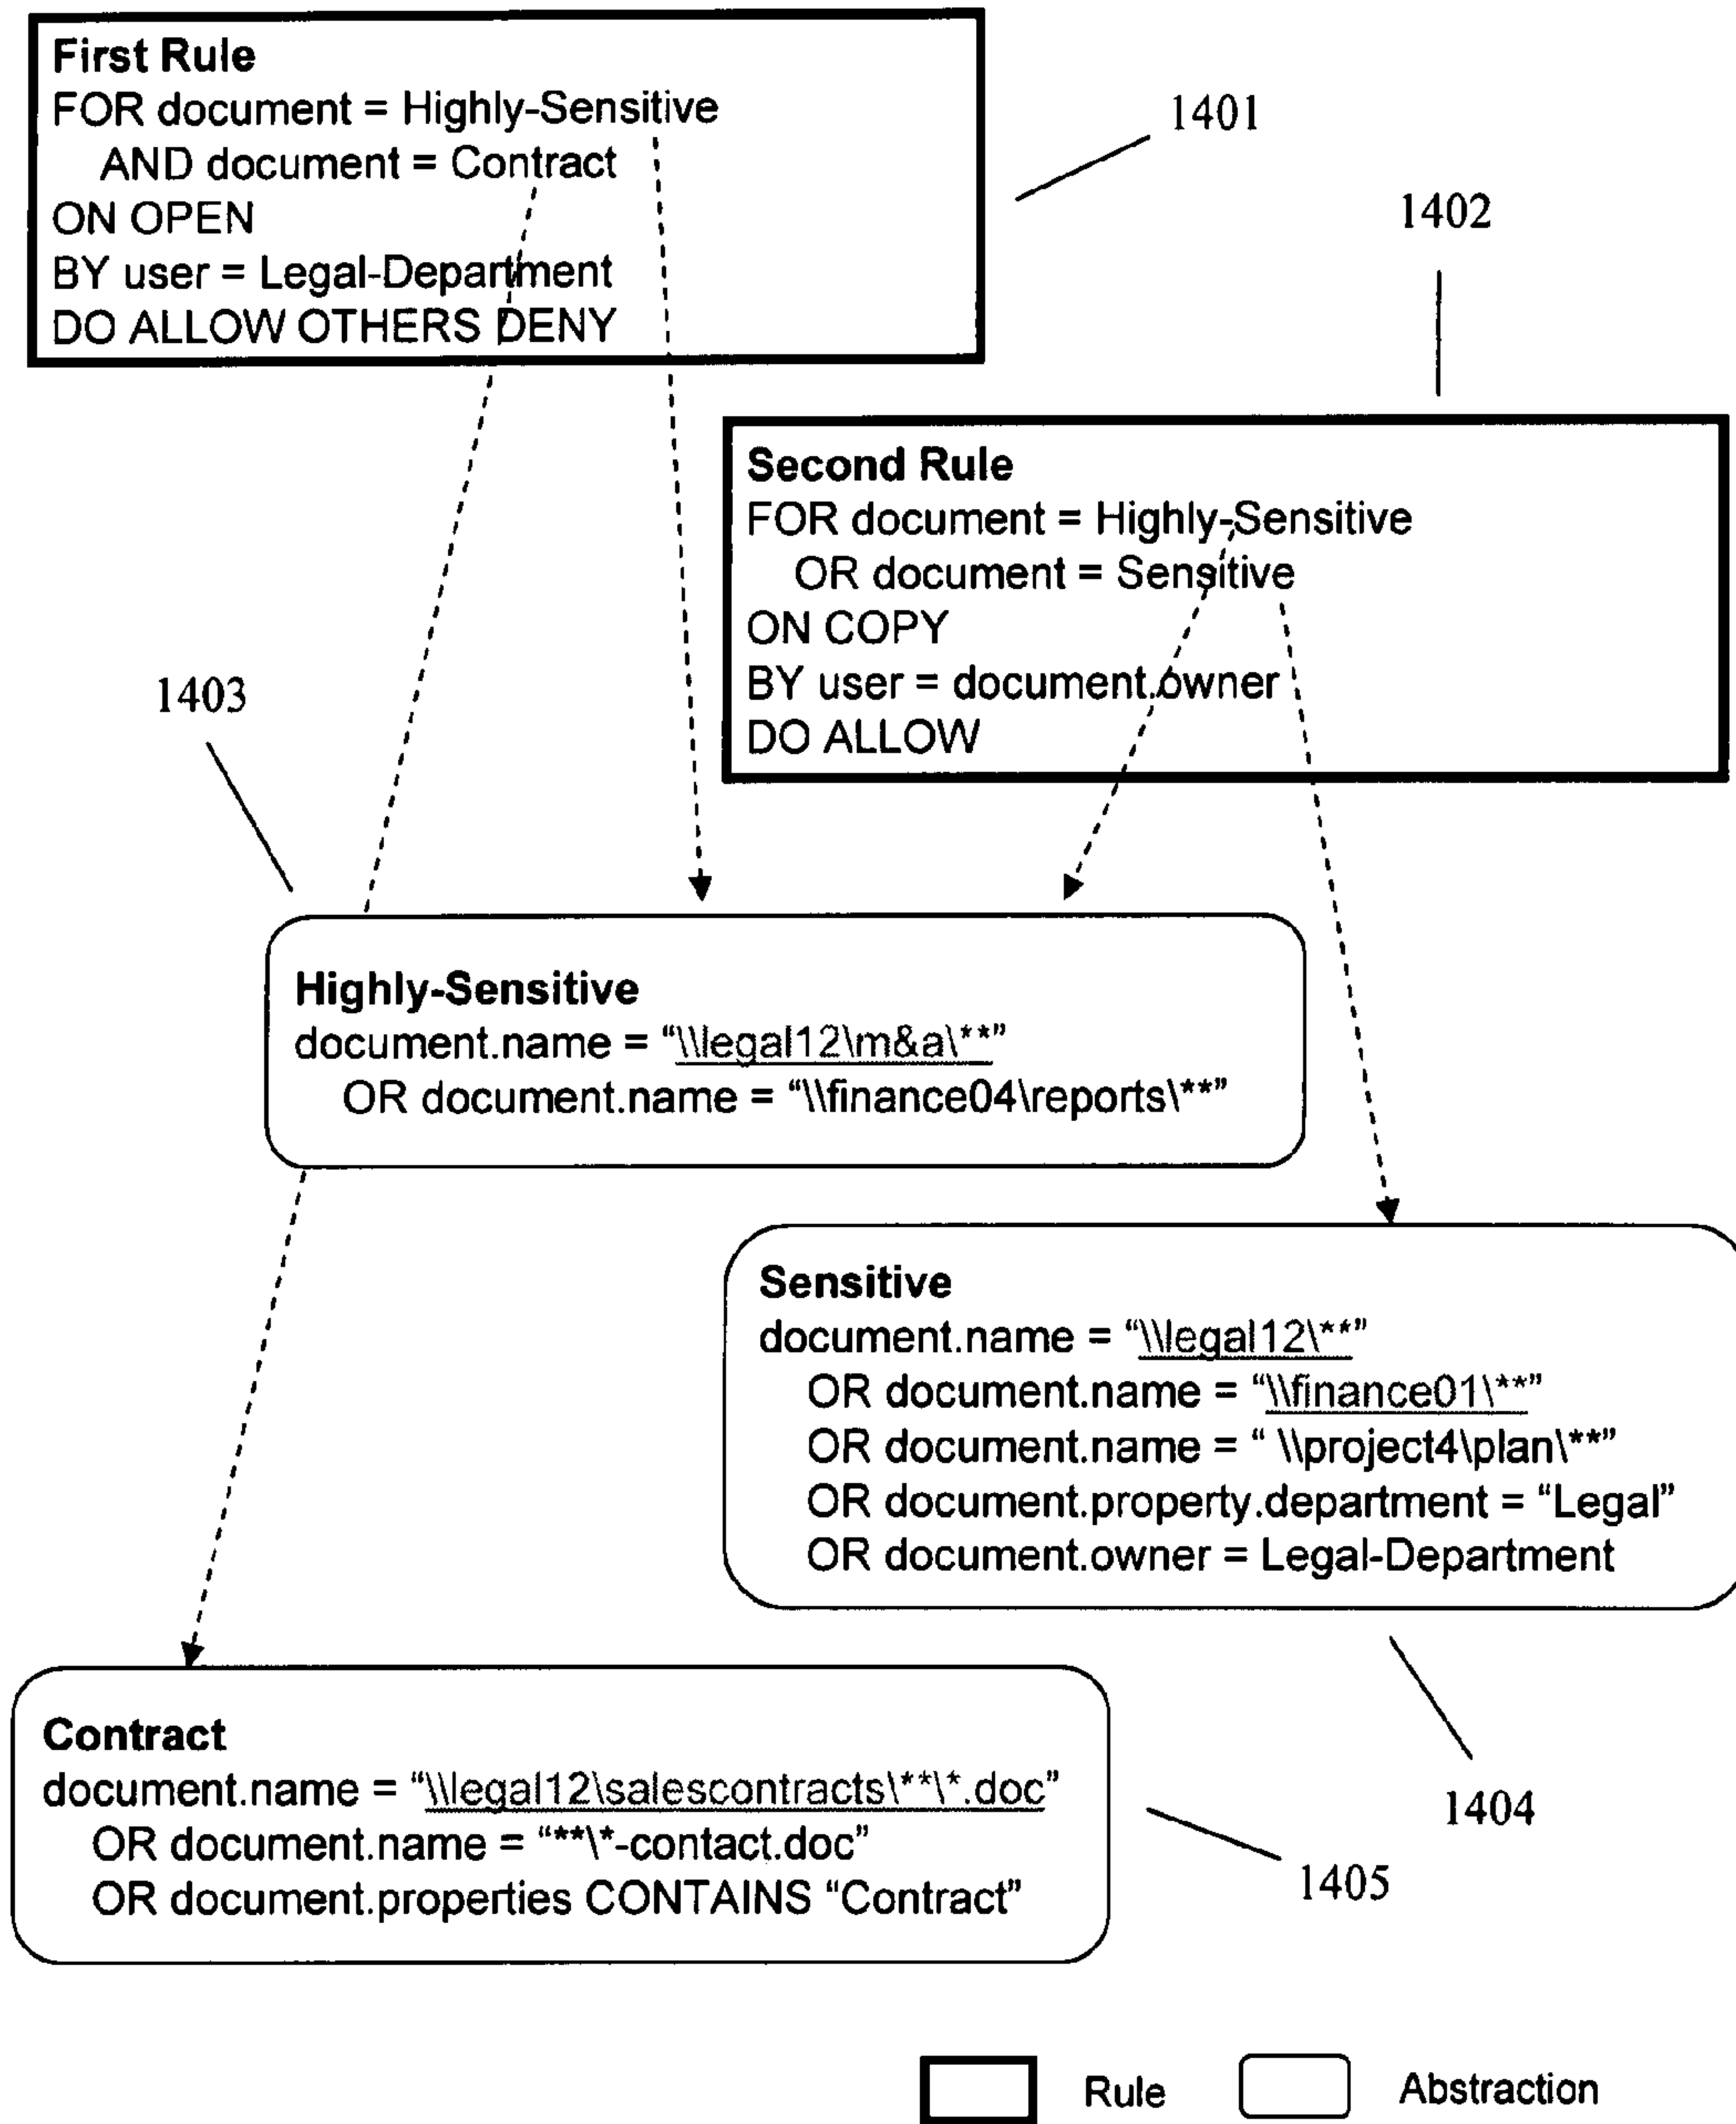 First Rule
FOR document = Highly-Sensitive
AND document = Contract
ON OPEN
BY user = Legal-Department
DO ALLOW OTHERS DENY
1401
1402
Second Rule
FOR document = Highly-Sensitive
OR document = Sensitive
ON COPY
BY user = document.owner
DO ALLOW
1403
Highly-Sensitive
document.name = “\\legal12\m&a\**”
OR document.name = “\\finance04\reports\**”
Sensitive
document.name = “\\legal12\**”
OR document.name = “\\finance01\**”
OR document.name = “ \\project4\plan\**”
OR document.property.department = “Legal”
OR document.owner = Legal-Department
1404
Contract
document.name = “\\legal12\salescontracts\**\*.doc”
OR document.name = “**\*-contact.doc”
OR document.properties CONTAINS “Contract”
1405
Rule
Abstraction